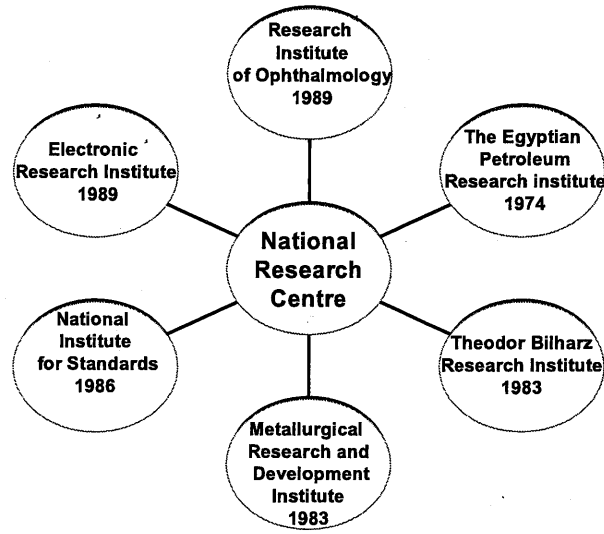 Research
Institute
of Ophthalmology
1989
Electronic
Research Institute
1989
The Egyptian
Petroleum
Research institute
1974
National
Research
Centre
National
Institute
for Standards
1986
Theodor Bilharz
Research Institute
1983
Metallurgical
Research and
Development
Institute
1983